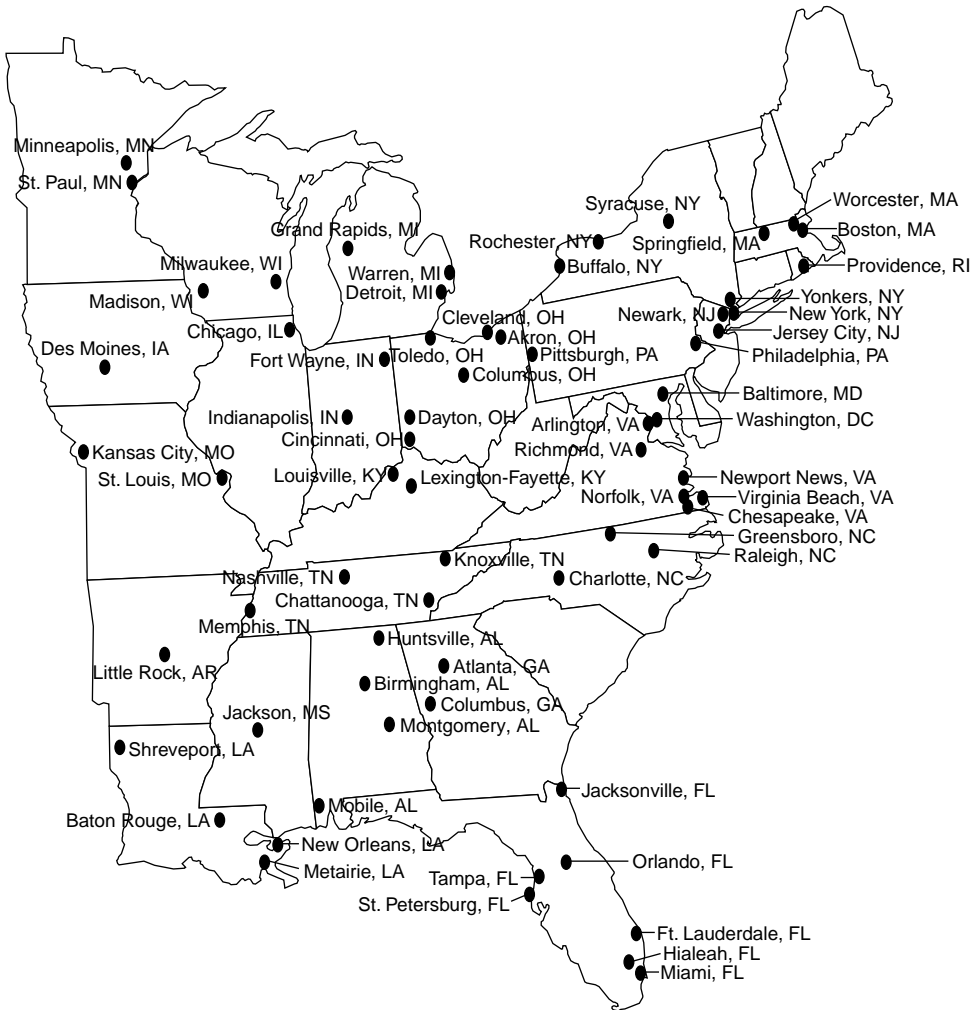 Minneapolis, MN
St. Paul, MN
Syracuse, NY
Worcester, MA
Grand Rapids, MI
Rochester, NY
Springfield, MA
Boston, MA
Milwaukee, WI
Warren, MI
Buffalo, NY
Providence, RI
Madison, WI
Detroit, MI
Yonkers, NY
Cleveland, OH
Newark, NJ
New York, NY
Chicago, IL
Akron, OH
Jersey City, NJ
Des Moines, IA
Fort Wayne, IN
Toledo, OH
Pittsburgh, PA
Philadelphia, PA
Columbus, OH
Baltimore, MD
Indianapolis, IN
Dayton, OH
Arlington, VA
Washington, DC
Cincinnati, OH
Kansas City, MO
Richmond, VA
St. Louis, MO
Louisville, KY
Lexington-Fayette, KY
Newport News, VA
Norfolk, VA
Virginia Beach, VA
Chesapeake, VA
Greensboro, NC
Raleigh, NC
Knoxville, TN
Nashville, TN
Charlotte, NC
Chattanooga, TN
Memphis, TN
Huntsville, AL
Little Rock, AR
Atlanta, GA
Birmingham, AL
Columbus, GA
Jackson, MS
Montgomery, AL
Shreveport, LA
Jacksonville, FL
Mobile, AL
Baton Rouge, LA
New Orleans, LA
Orlando, FL
Metairie, LA
Tampa, FL
St. Petersburg, FL
Ft. Lauderdale, FL
Hialeah, FL
Miami, FL